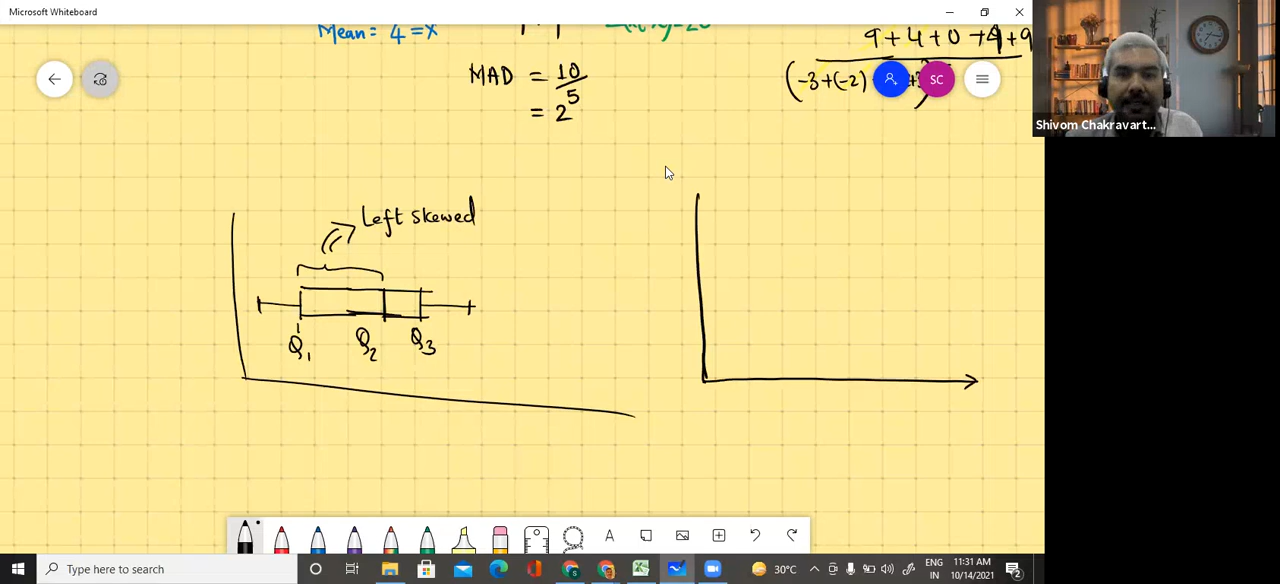 Microsoft Whiteboard
Mean = 4 = x
9 + 4 + 0 + 4 + 9
MAD = 10/5
= 2
(-3 + (-2)
SC
Shivom Chakravart...
Left skewed
Q1 Q2 Q3
A
Type here to search
30°C
ENG
IN
11:31 AM
10/14/2021
2